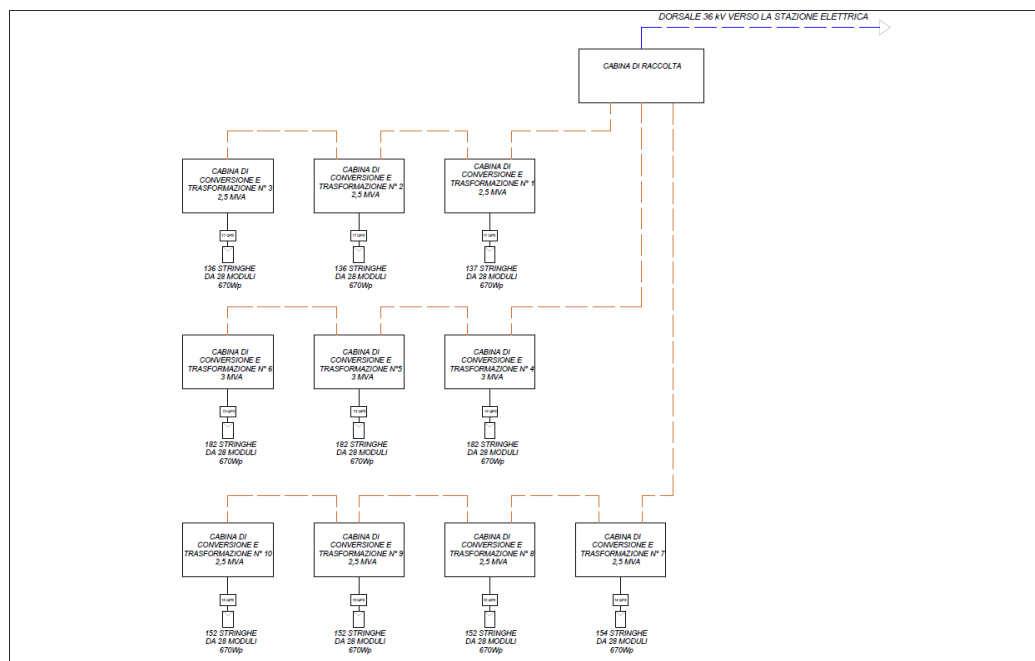 DORSALE 36 kV VERSO LA STAZIONE ELETTRICA
CABINA DI RACCOLTA
CABINA DI
CONVERSIONE E
TRASFORMAZIONE N° 3
2,5 MVA
CABINA DI
CONVERSIONE E
TRASFORMAZIONE N° 2
2,5 MVA
CABINA DI
CONVERSIONE E
TRASFORMAZIONE N° 1
2,5 MVA
17 QPS
17 QPS
17 QPS
136 STRINGHE
DA 28 MODULI
670Wp
136 STRINGHE
DA 28 MODULI
670Wp
137 STRINGHE
DA 28 MODULI
670Wp
CABINA DI
CONVERSIONE E
TRASFORMAZIONE N° 6
3 MVA
CABINA DI
CONVERSIONE E
TRASFORMAZIONE N°5
3 MVA
CABINA DI
CONVERSIONE E
TRASFORMAZIONE N° 4
3 MVA
182 STRINGHE
DA 28 MODULI
670Wp
182 STRINGHE
DA 28 MODULI
670Wp
182 STRINGHE
DA 28 MODULI
670Wp
CABINA DI
CONVERSIONE E
TRASFORMAZIONE N° 10
2,5 MVA
CABINA DI
CONVERSIONE E
TRASFORMAZIONE N° 9
2,5 MVA
CABINA DI
CONVERSIONE E
TRASFORMAZIONE N° 8
2,5 MVA
CABINA DI
CONVERSIONE E
TRASFORMAZIONE N° 7
2,5 MVA
152 STRINGHE
DA 28 MODULI
670Wp
152 STRINGHE
DA 28 MODULI
670Wp
152 STRINGHE
DA 28 MODULI
670Wp
154 STRINGHE
DA 28 MODULI
670Wp